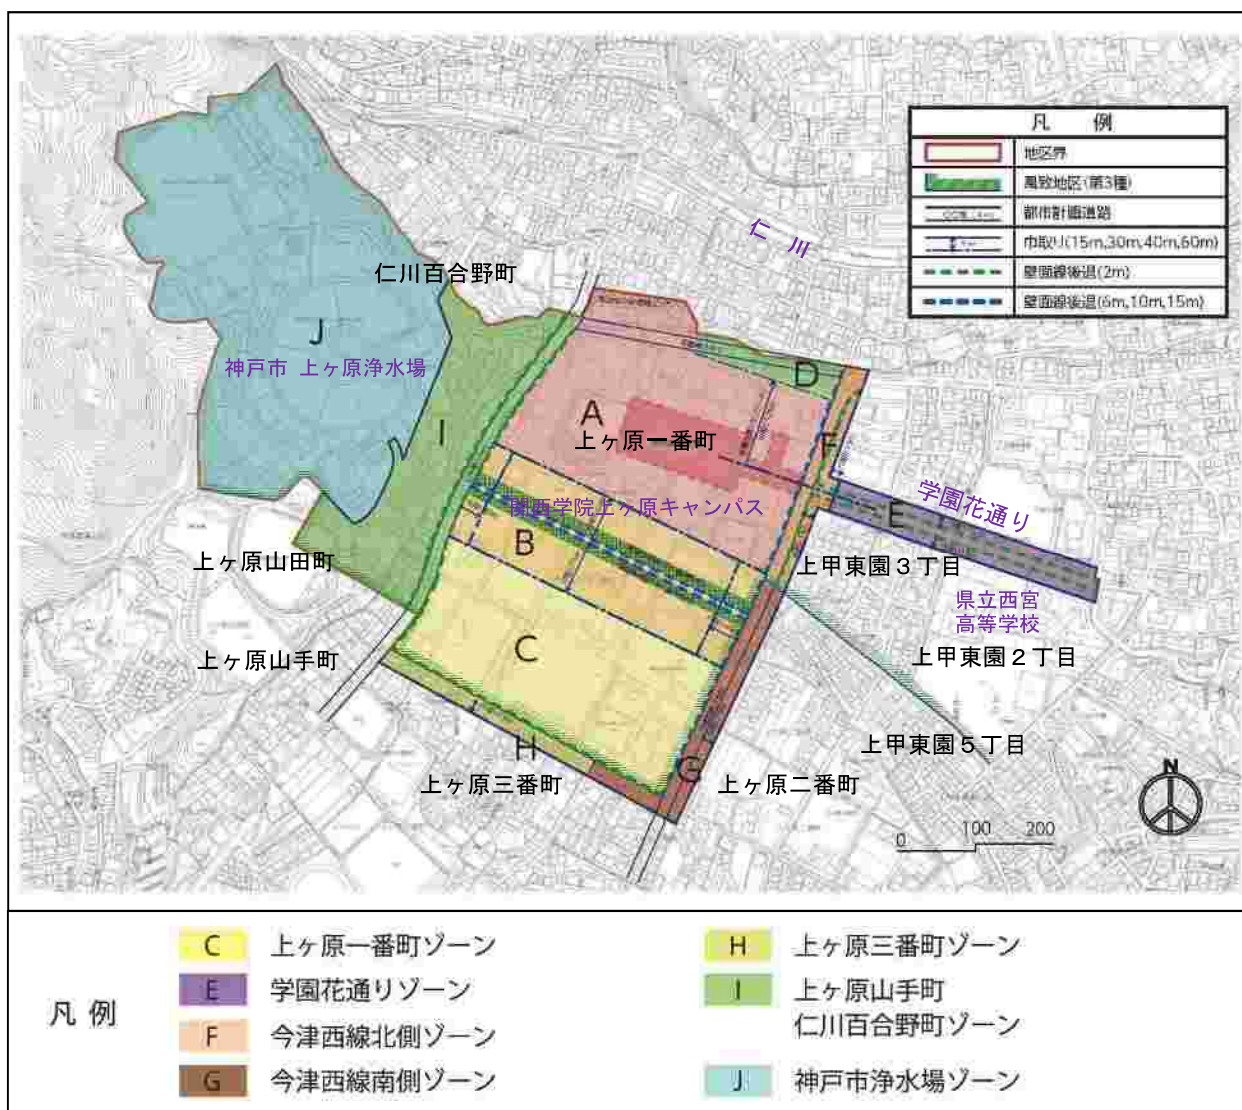 凡 例
地区界
風致地区(第3種)
都市計画道路
巾取り(15m,30m,40m,60m)
壁面線後退(2m)
壁面線後退(6m,10m,15m)
仁 川
仁川百合野町
J
神戸市 上ヶ原浄水場
I
A
上ヶ原一番町
D
F
関西学院上ヶ原キャンパス
学園花通り
E
B
上ヶ原山田町
上甲東園3丁目
県立西宮
高等学校
C
上ヶ原山手町
上甲東園2丁目
上甲東園5丁目
H
G
上ヶ原三番町
上ヶ原二番町
N
0 100 200
凡 例
C 上ヶ原一番町ゾーン
E 学園花通りゾーン
F 今津西線北側ゾーン
G 今津西線南側ゾーン
H 上ヶ原三番町ゾーン
I 上ヶ原山手町
仁川百合野町ゾーン
J 神戸市浄水場ゾーン